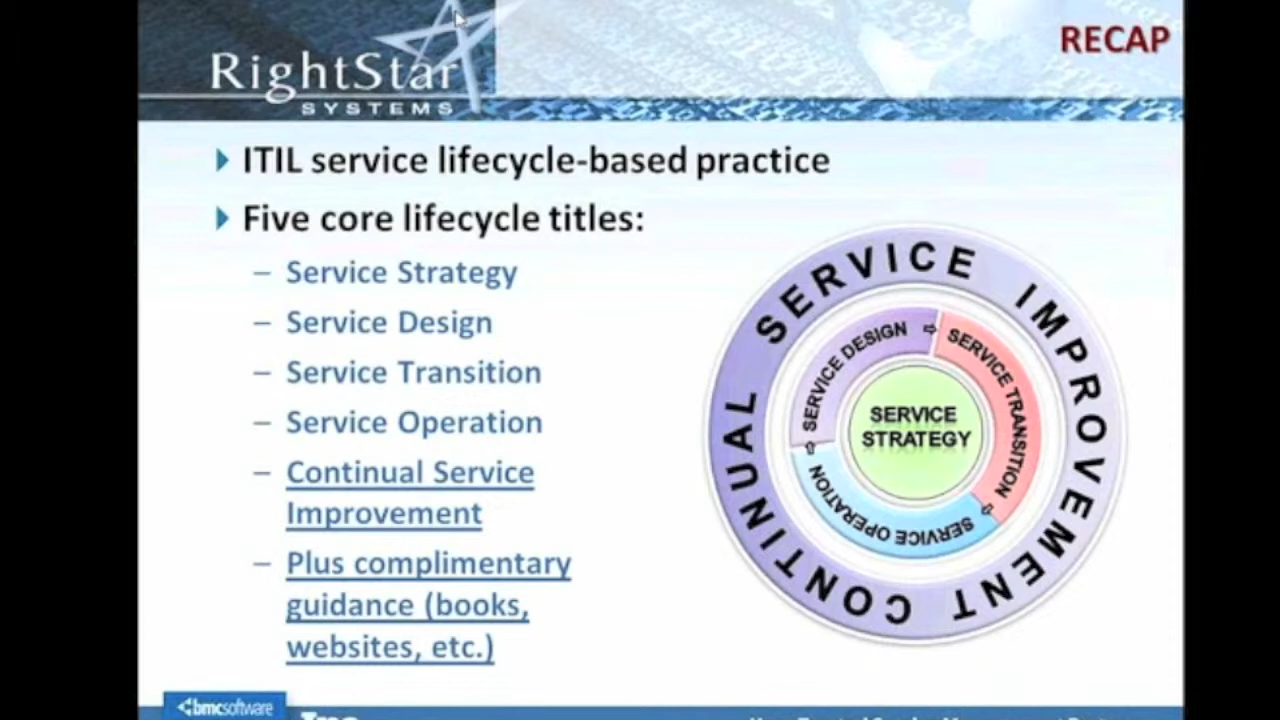 RECAP
RightStar
SYSTEMS
ITIL service lifecycle-based practice
Five core lifecycle titles:
– Service Strategy
– Service Design
– Service Transition
– Service Operation
– Continual Service
Improvement
– Plus complimentary
guidance (books,
websites, etc.)
CONTINUAL SERVICE IMPROVEMENT
SERVICE DESIGN
SERVICE TRANSITION
SERVICE OPERATION
SERVICE
STRATEGY
bmcsoftware